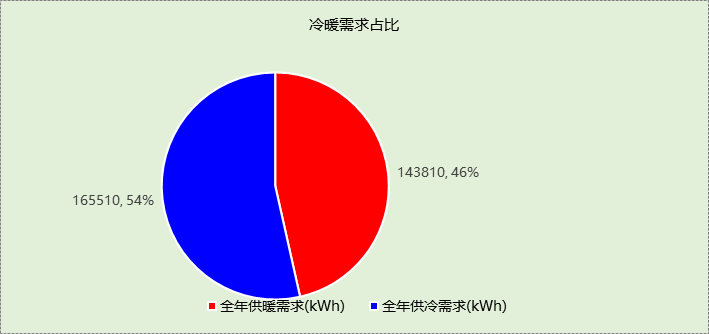 冷暖需求占比
143810, 46%
165510, 54%
全年供暖需求(kWh)
全年供冷需求(kWh)